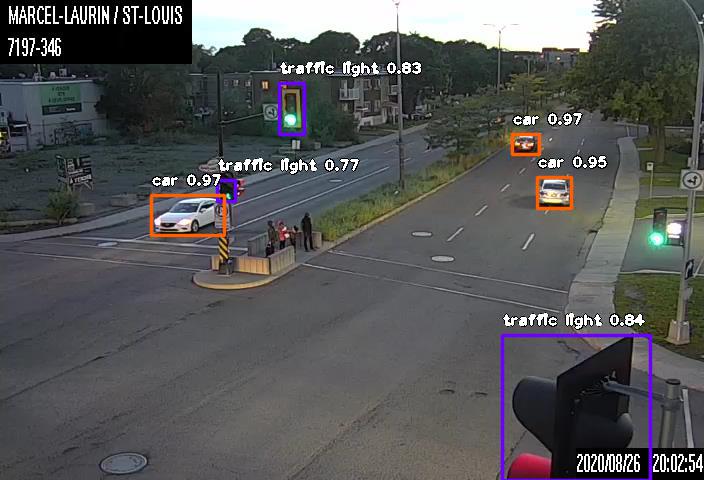 MARCEL-LAURIN / ST-LOUIS
7197-346
traffic light 0.83
car 0.97
traffic light 0.77
car 0.97
car 0.95
traffic light 0.84
2020/08/26 20:02:54